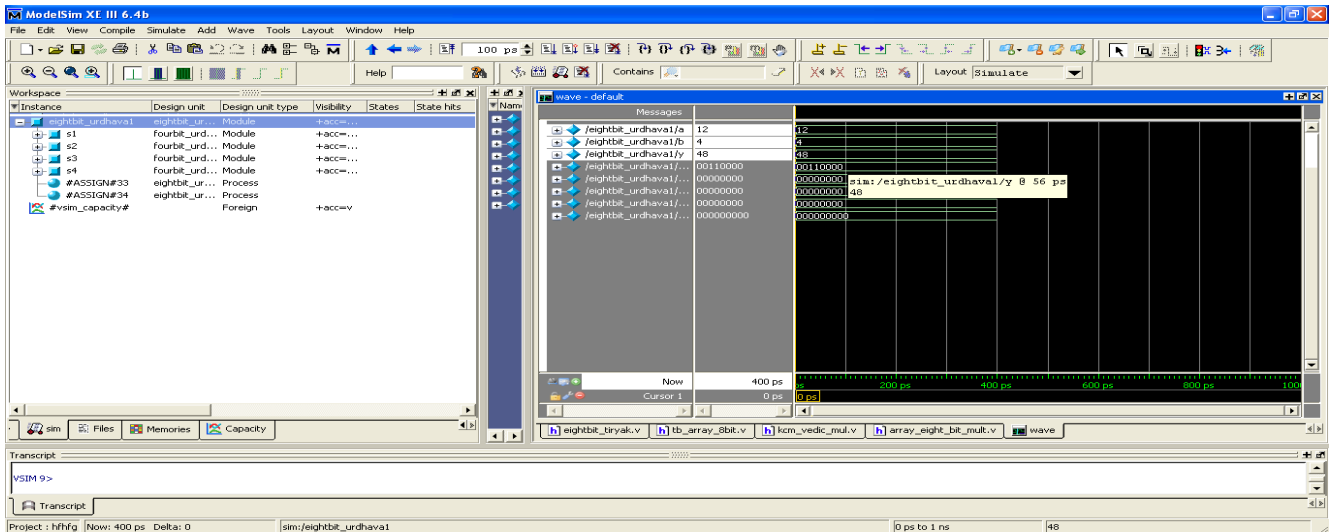 ModelSim XE III 6.4b
File Edit View Compile Simulate Add Wave Tools Layout Window Help
100 ps
Help
Contains
Layout Simulate
Workspace
Instance Design unit Design unit type Visibility States State hits
eightbit_urdhava1 eightbit_ur... Module +acc=...
s1 fourbit_urd... Module +acc=...
s2 fourbit_urd... Module +acc=...
s3 fourbit_urd... Module +acc=...
s4 fourbit_urd... Module +acc=...
#ASSIGN#33 eightbit_ur... Process
#ASSIGN#34 eightbit_ur... Process
#vsim_capacity# Foreign +acc=v
sim Files Memories Capacity
Nam
wave - default
Messages
/eightbit_urdhava1/a 12 12
/eightbit_urdhava1/b 4 4
/eightbit_urdhava1/y 48 48
/eightbit_urdhava1/... 00110000 00110000
/eightbit_urdhava1/... 00000000 00000000
/eightbit_urdhava1/... 00000000 00000000
/eightbit_urdhava1/... 00000000 00000000
/eightbit_urdhava1/... 000000000 000000000
sim:/eightbit_urdhava1/y @ 56 ps
48
Now 400 ps ps 200 ps 400 ps 600 ps 800 ps 100
Cursor 1 0 ps 0 ps
eightbit_tiryak.v tb_array_8bit.v kcm_vedic_mul.v array_eight_bit_mult.v wave
Transcript
VSIM 9>
Transcript
Project : hfhfg Now: 400 ps Delta: 0 sim:/eightbit_urdhava1 0 ps to 1 ns 48